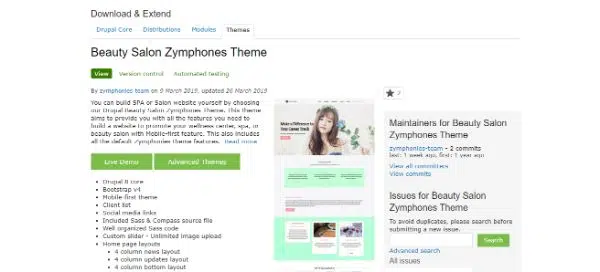 Download & Extend
Drupal Core Distributions Modules Themes
Beauty Salon Zymphones Theme
View Version control Automated testing
By zymphonies-team on 9 March 2019, updated 26 March 2019
You can build SPA or Salon website yourself by choosing
our Drupal Beauty Salon Zymphones Theme. This theme
aims to provide you with all the features you need to
build a website to promote your wellness center, spa, or
beauty salon with Mobile-first feature. This also includes
all the default Zymphonies Theme features. Read more
Live Demo Advanced Themes
Drupal 8 core
Bootstrap v4
Mobile-first theme
Client list
Social media links
Included Sass & Compass source file
Well organized Sass code
Custom slider - Unlimited image upload
Home page layouts
4 column news layout
4 column updates layout
4 column bottom layout
Make a Difference to
Your Career Track
Maintainers for Beauty Salon
Zymphones Theme
zymphonies-team - 2 commits
last: 1 week ago, first: 1 year ago
View all committers
View commits
Issues for Beauty Salon
Zymphones Theme
To avoid duplicates, please search before
submitting a new issue.
Search
Advanced search
All issues